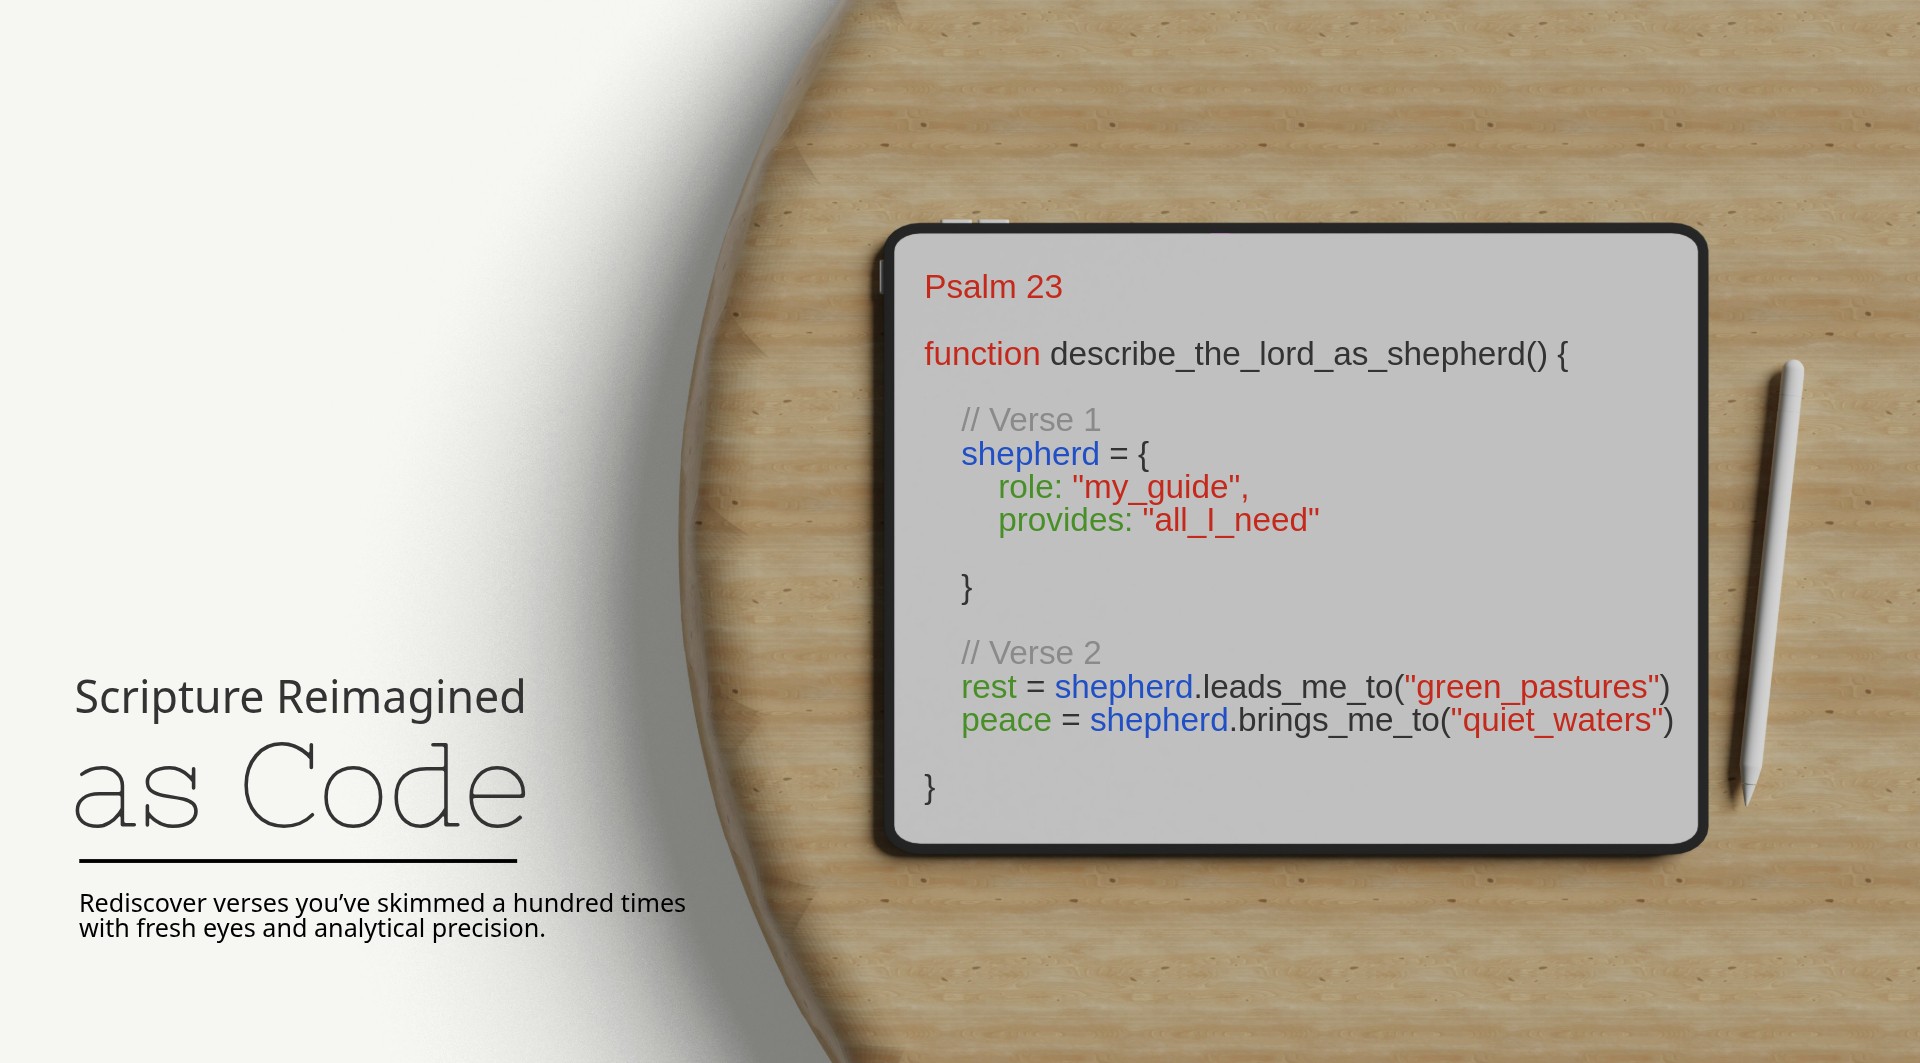 Scripture Reimagined
as Code
Rediscover verses you’ve skimmed a hundred times
with fresh eyes and analytical precision.
Psalm 23
function describe_the_lord_as_shepherd() {
// Verse 1
shepherd = {
role: "my_guide",
provides: "all_I_need"
}
// Verse 2
rest = shepherd.leads_me_to("green_pastures")
peace = shepherd.brings_me_to("quiet_waters")
}